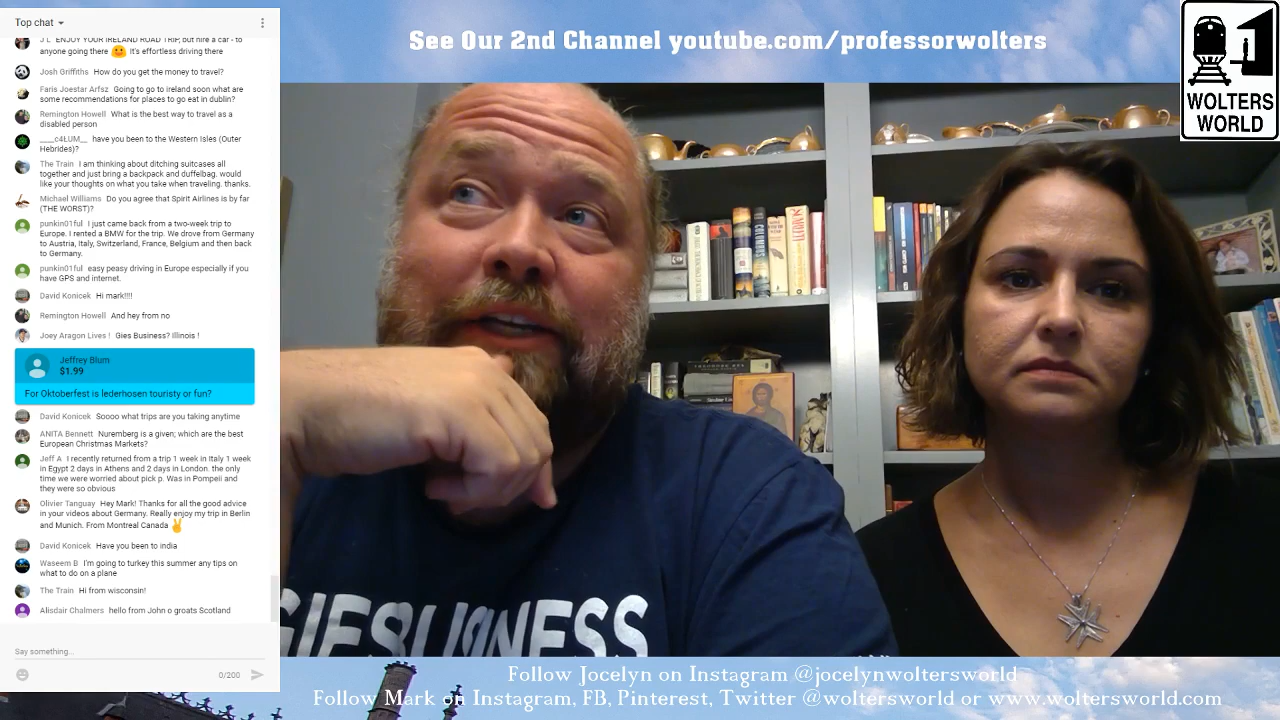 Top chat
J L ENJOY YOUR IRELAND ROAD TRIP, but hire a car - to
anyone going there it's effortless driving there
Josh Griffiths How do you get the money to travel?
Faris Joestar Arfsz Going to go to ireland soon what are
some recommendations for places to go eat in dublin?
Remington Howell What is the best way to travel as a
disabled person
____c4ŁUM__ have you been to the Western Isles (Outer
Hebrides)?
The Train I am thinking about ditching suitcases all
together and just bring a backpack and duffelbag. would
like your thoughts on what you take when traveling. thanks.
Michael Williams Do you agree that Spirit Airlines is by far
(THE WORST)?
punkin01ful I just came back from a two-week trip to
Europe. I rented a BMW for the trip. We drove from Germany
to Austria, Italy, Switzerland, France, Belgium and then back
to Germany.
punkin01ful easy peasy driving in Europe especially if you
have GPS and internet.
David Konicek Hi mark!!!!
Remington Howell And hey from no
Joey Aragon Lives ! Gies Business? Illinois !
Jeffrey Blum
$1.99
For Oktoberfest is lederhosen touristy or fun?
David Konicek Soooo what trips are you taking anytime
ANITA Bennett Nuremberg is a given; which are the best
European Christmas Markets?
Jeff A I recently returned from a trip 1 week in Italy 1 week
in Egypt 2 days in Athens and 2 days in London. the only
time we were worried about pick p. Was in Pompeii and
they were so obvious
Olivier Tanguay Hey Mark! Thanks for all the good advice
in your videos about Germany. Really enjoy my trip in Berlin
and Munich. From Montreal Canada ✌
David Konicek Have you been to india
Waseem B I'm going to turkey this summer any tips on
what to do on a plane
The Train Hi from wisconsin!
Alisdair Chalmers hello from John o groats Scotland
Say something...
0/200
See Our 2nd Channel youtube.com/professorwolters
WOLTERS
WORLD
COLUMBUS
THEODORE REX
GIESBUSINESS
Follow Jocelyn on Instagram @jocelynwoltersworld
Follow Mark on Instagram, FB, Pinterest, Twitter @woltersworld or www.woltersworld.com